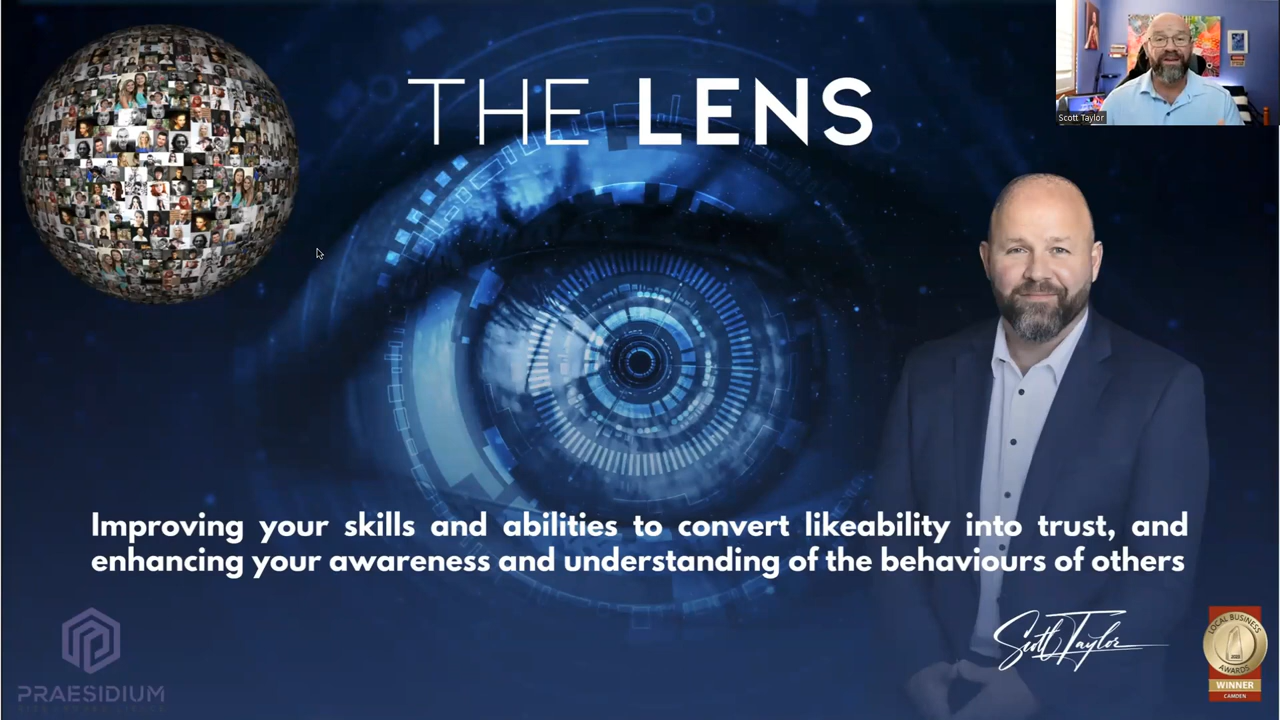 THE LENS
Scott Taylor
Improving your skills and abilities to convert likeability into trust, and
enhancing your awareness and understanding of the behaviours of others
Scott Taylor
PRAESIDIUM
LOCAL BUSINESS
AWARDS
WINNER
CAMDEN